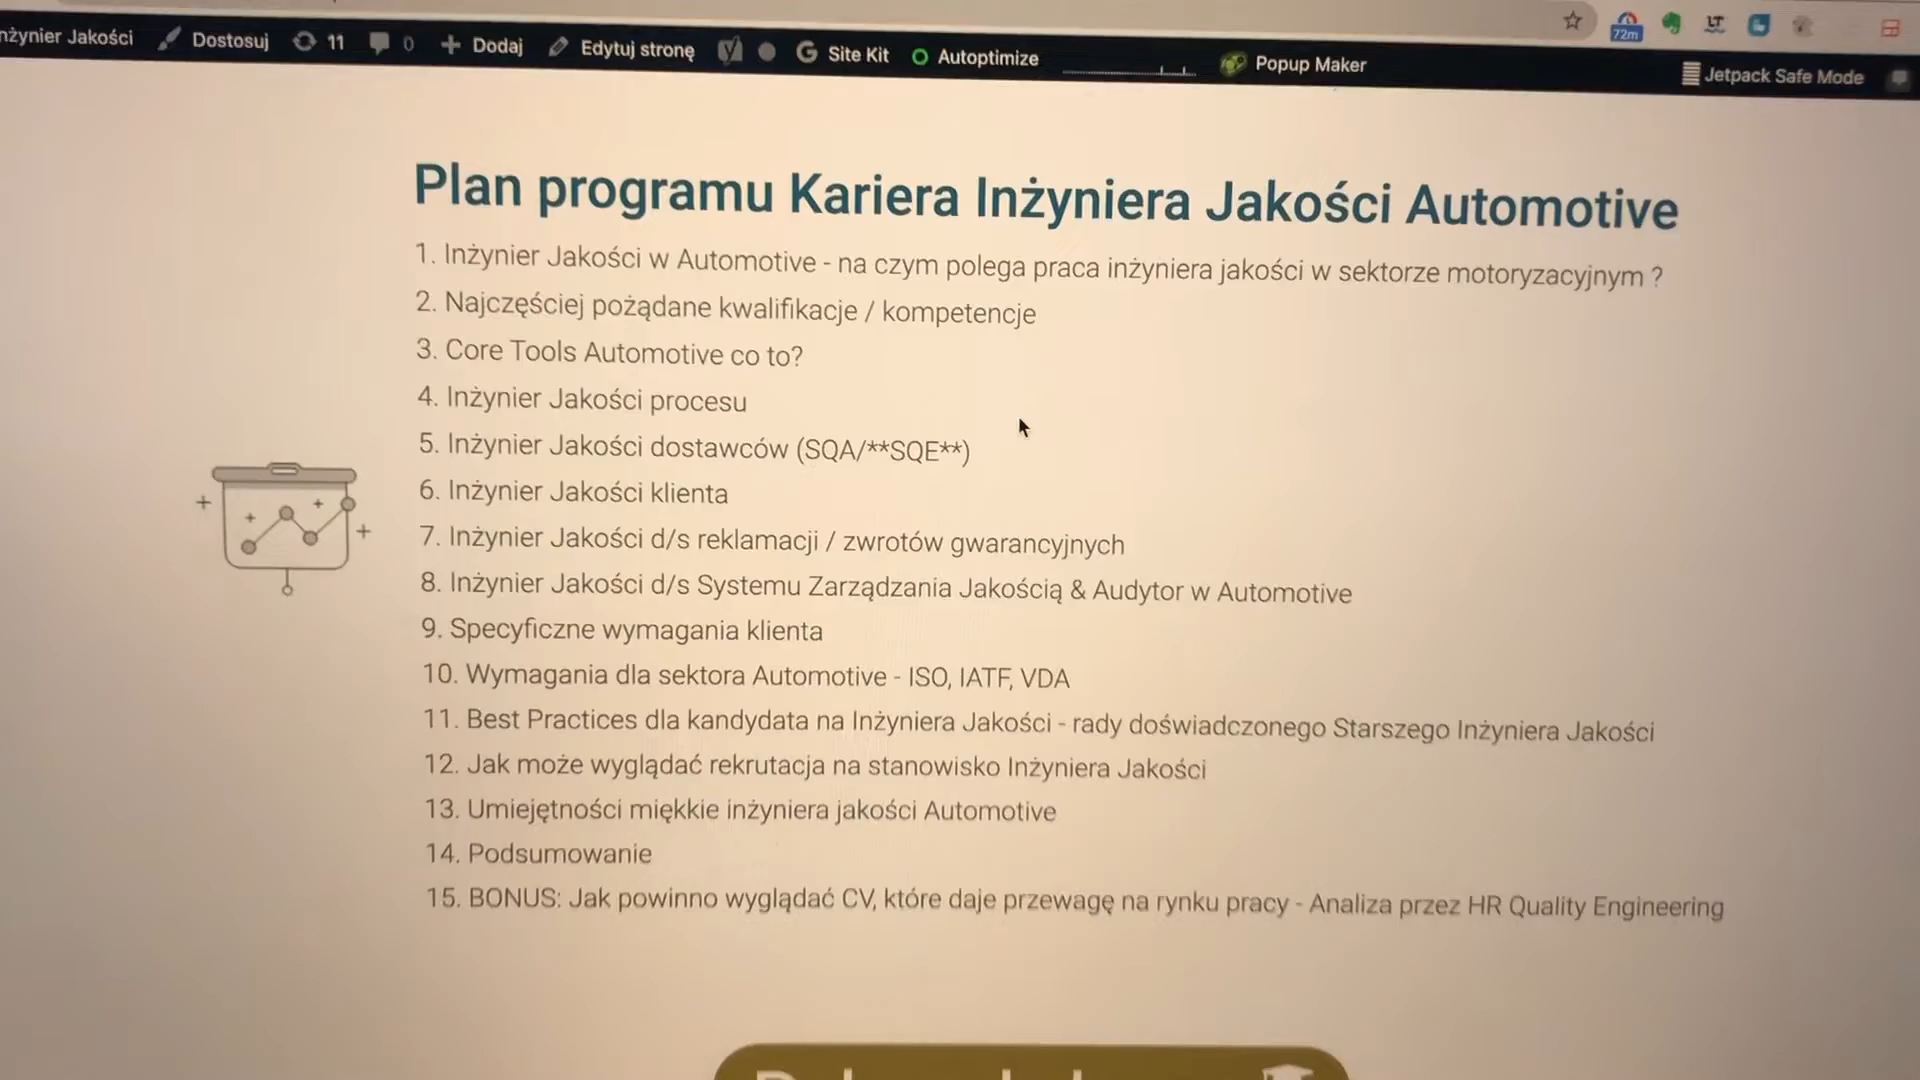 nżynier Jakości Dostosuj 11 0 Dodaj Edytuj stronę Site Kit Autoptimize Popup Maker Jetpack Safe Mode
72m
LT
Plan programu Kariera Inżyniera Jakości Automotive
1. Inżynier Jakości w Automotive - na czym polega praca inżyniera jakości w sektorze motoryzacyjnym ?
2. Najczęściej pożądane kwalifikacje / kompetencje
3. Core Tools Automotive co to?
4. Inżynier Jakości procesu
5. Inżynier Jakości dostawców (SQA/**SQE**)
6. Inżynier Jakości klienta
7. Inżynier Jakości d/s reklamacji / zwrotów gwarancyjnych
8. Inżynier Jakości d/s Systemu Zarządzania Jakością & Audytor w Automotive
9. Specyficzne wymagania klienta
10. Wymagania dla sektora Automotive - ISO, IATF, VDA
11. Best Practices dla kandydata na Inżyniera Jakości - rady doświadczonego Starszego Inżyniera Jakości
12. Jak może wyglądać rekrutacja na stanowisko Inżyniera Jakości
13. Umiejętności miękkie inżyniera jakości Automotive
14. Podsumowanie
15. BONUS: Jak powinno wyglądać CV, które daje przewagę na rynku pracy - Analiza przez HR Quality Engineering